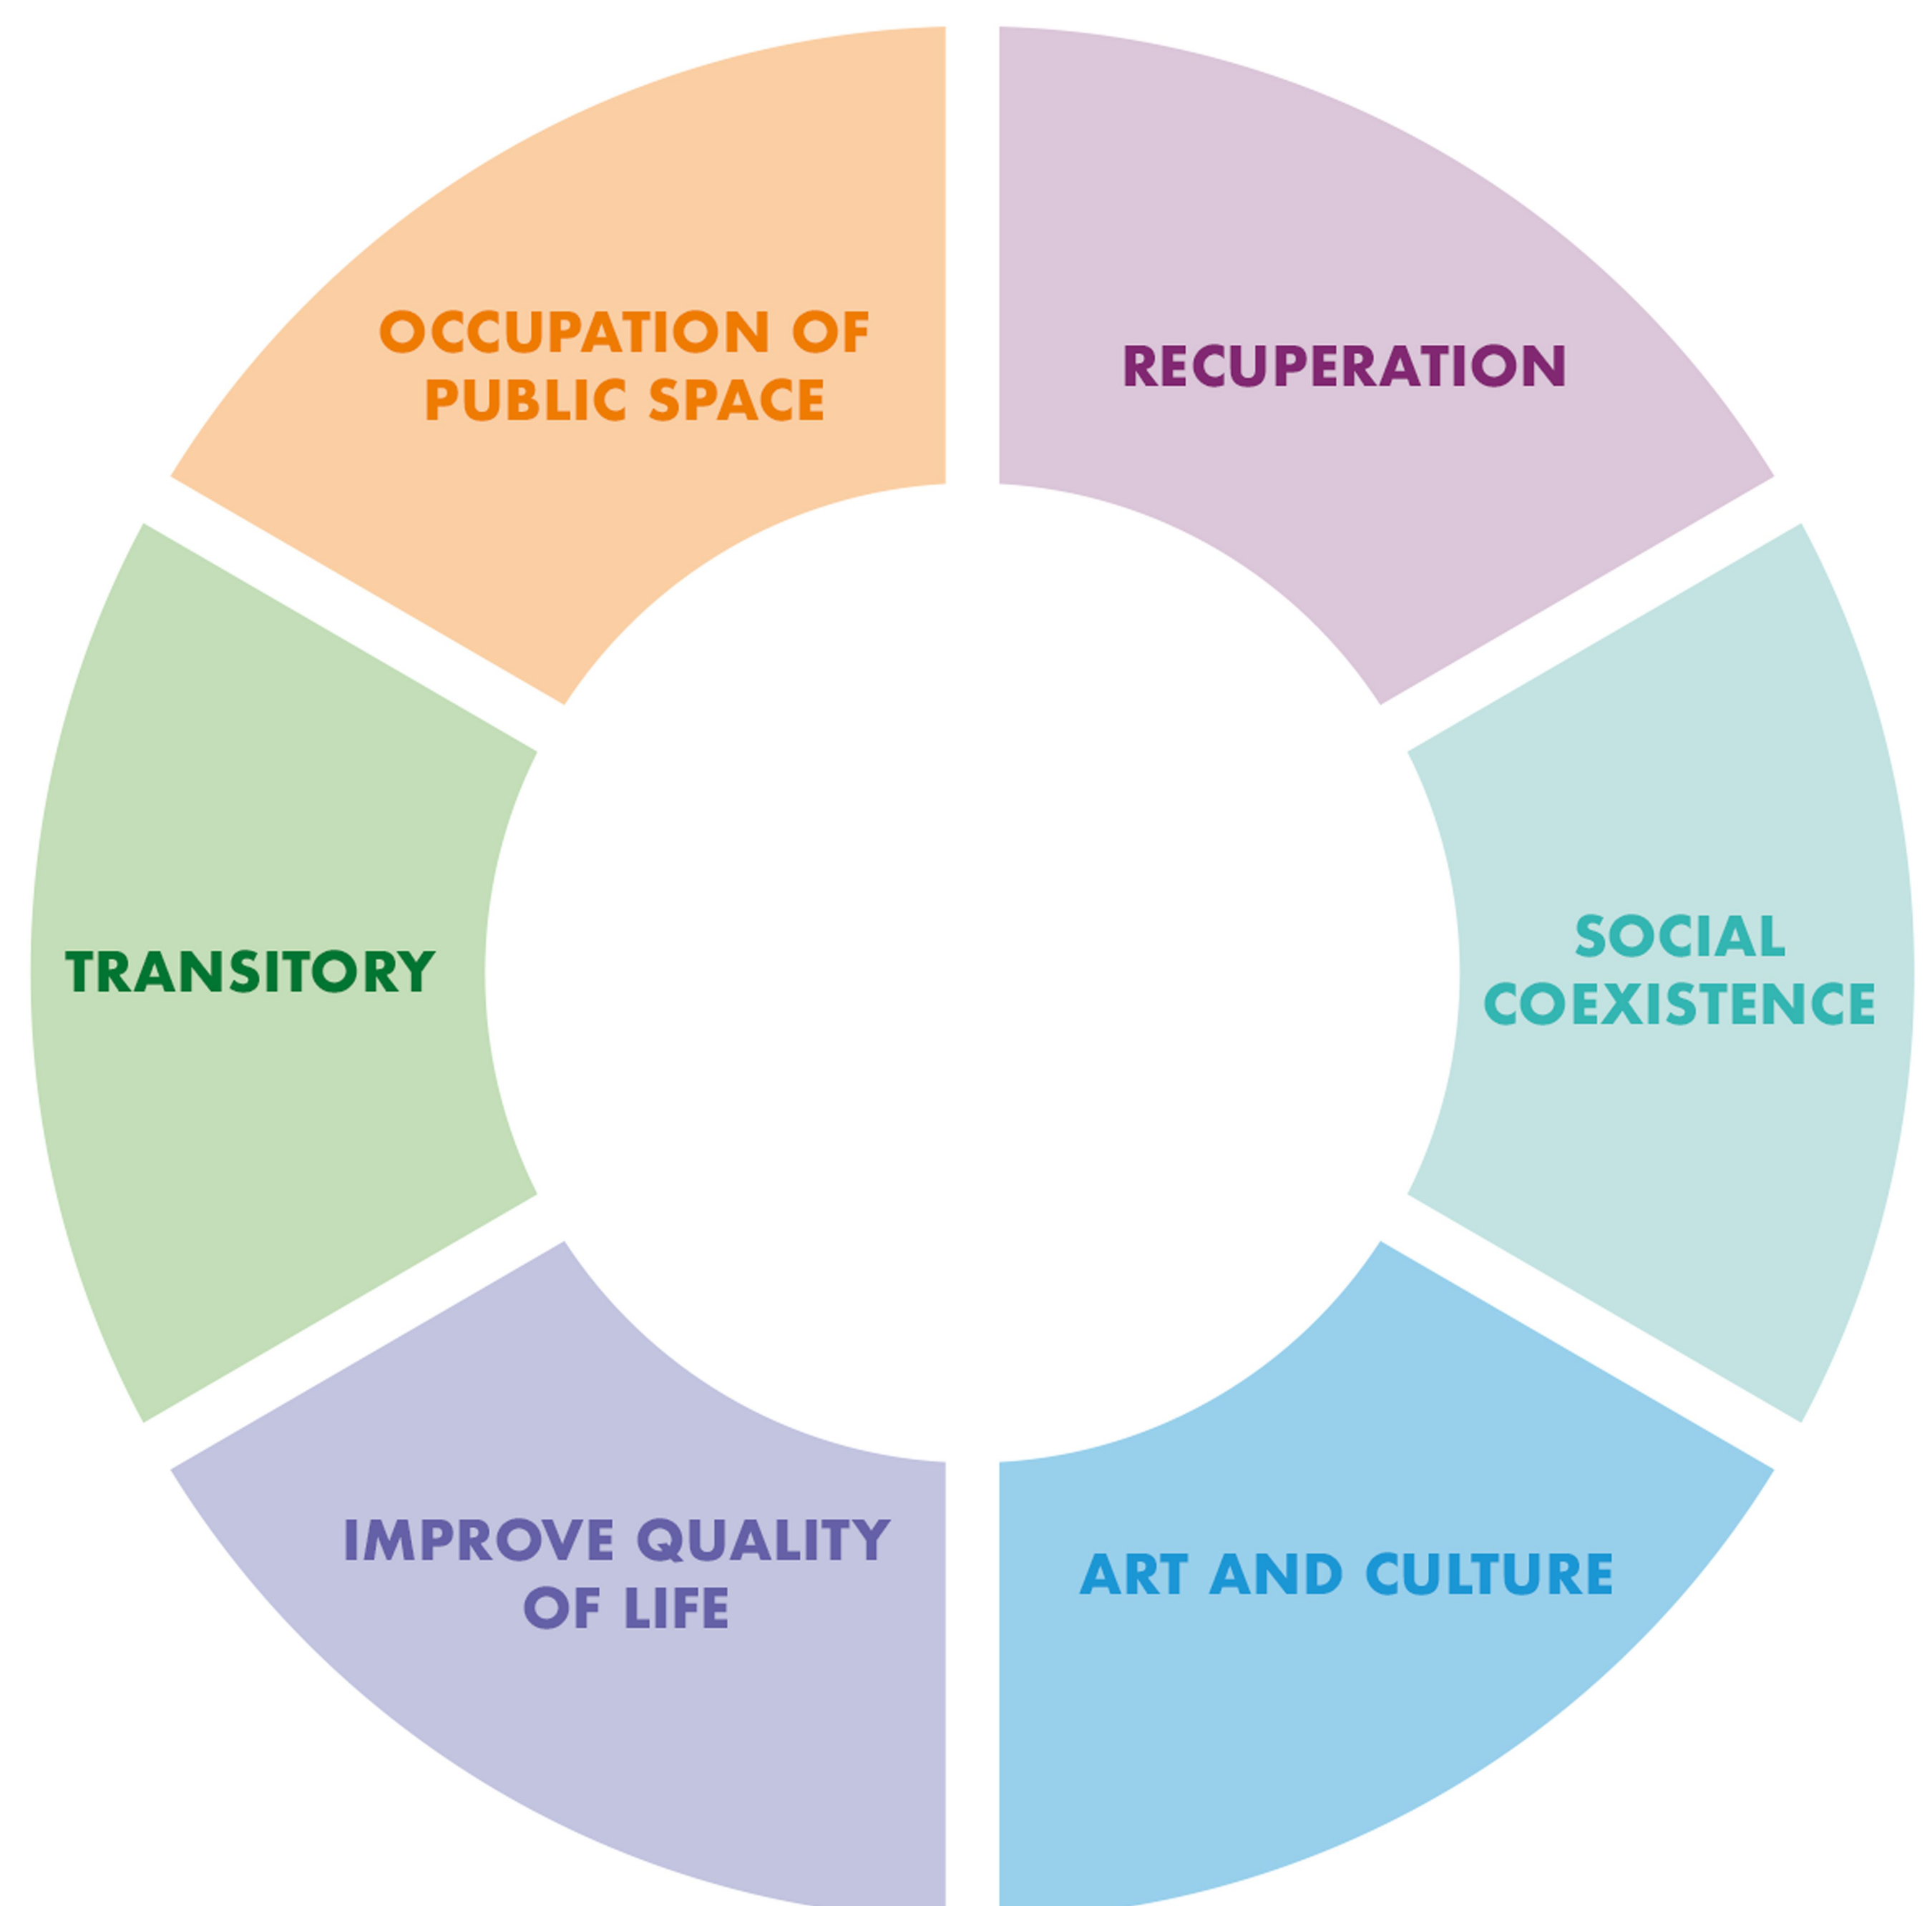 OCCUPATION OF
PUBLIC SPACE
RECUPERATION
SOCIAL
COEXISTENCE
ART AND CULTURE
IMPROVE QUALITY
OF LIFE
TRANSITORY